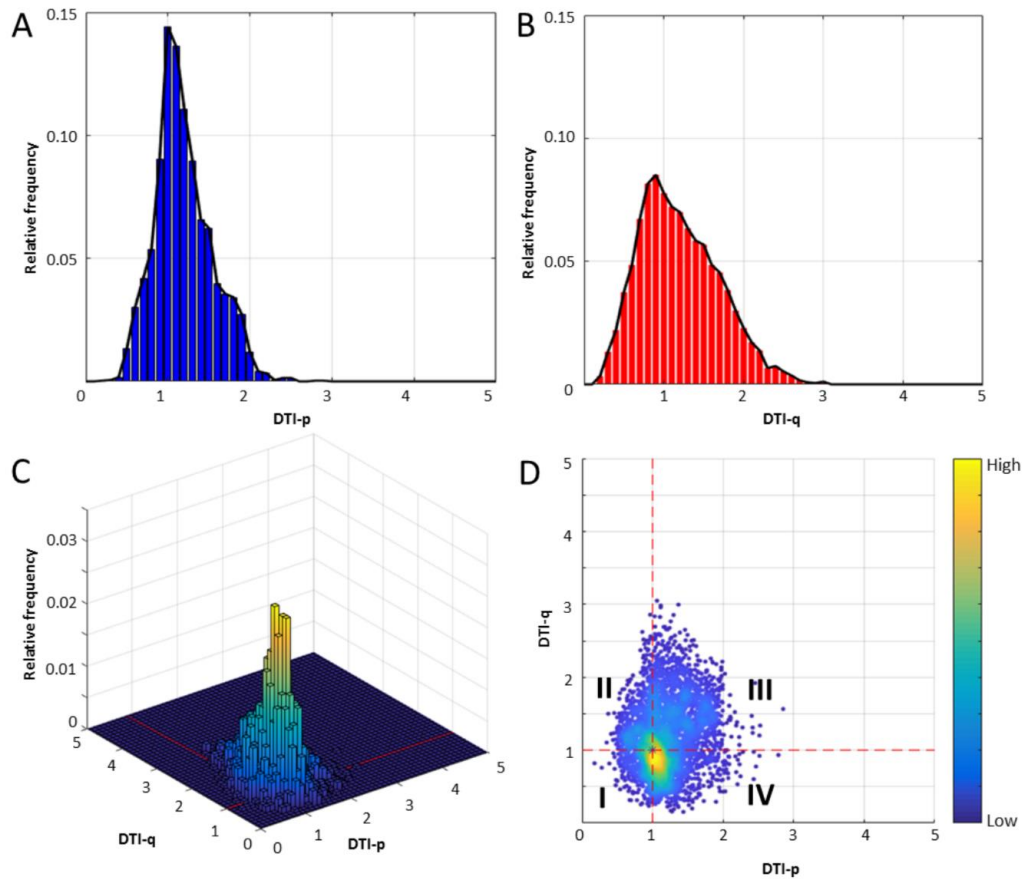 A
0.15
0.10
0.05
Relative frequency
0 1 2 3 4 5
DTI-p
B
0.15
0.10
0.05
0
Relative frequency
1 2 3 4 5
DTI-q
C
Relative frequency
0.03
0.02
0.01
0
5 4 3 2 1 0
DTI-q
0 1 2 3 4 5
DTI-p
D
5
4
3
2
1
DTI-q
II III
I IV
0 1 2 3 4 5
DTI-p
High
Low